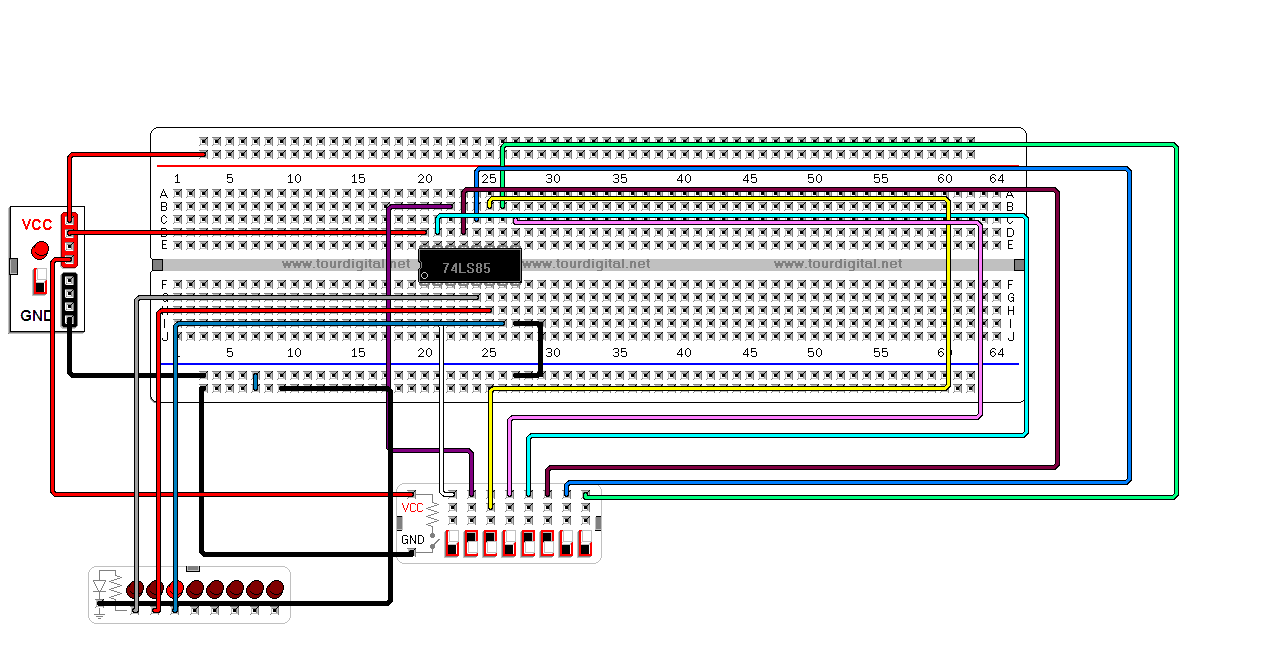 1 5 10 15 20 25 30 35 40 45 50 55 60 64
A A
B B
VCC
C C
D D
E E
www.tourdigital.net www.tourdigital.net www.tourdigital.net
74LS85
F F
G G
GND
H H
I I
J J
5 10 15 20 25 30 35 40 45 50 55 60 64
VCC
GND